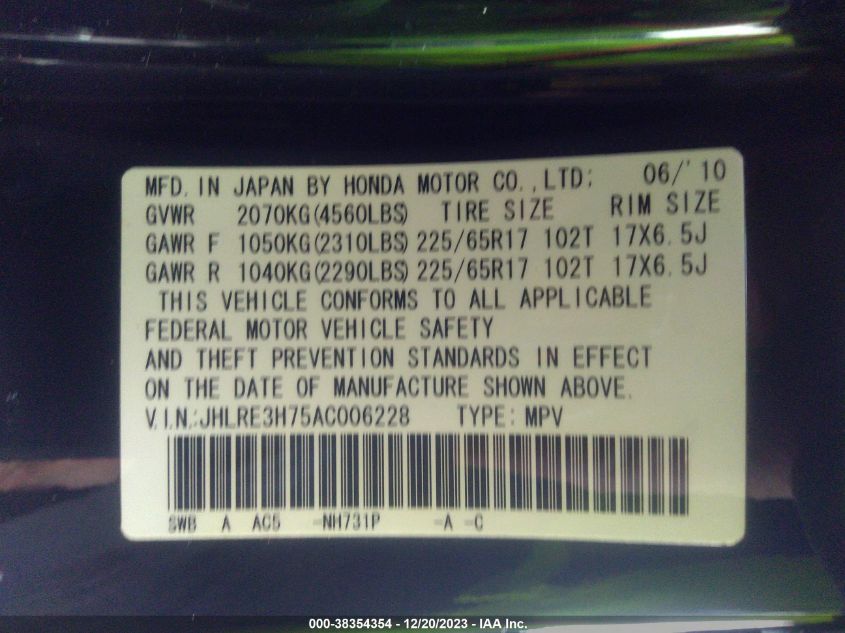 MFD. IN JAPAN BY HONDA MOTOR CO.,LTD: 06/'10
GVWR 2070KG(4560LBS) TIRE SIZE RIM SIZE
GAWR F 1050KG(2310LBS) 225/65R17 102T 17X6.5J
GAWR R 1040KG(2290LBS) 225/65R17 102T 17X6.5J
THIS VEHICLE CONFORMS TO ALL APPLICABLE
FEDERAL MOTOR VEHICLE SAFETY
AND THEFT PREVENTION STANDARDS IN EFFECT
ON THE DATE OF MANUFACTURE SHOWN ABOVE.
V.I.N.:JHLRE3H75AC006228 TYPE: MPV
SWB A AC5 -NH731P -A -C
000-38354354 - 12/20/2023 - IAA Inc.